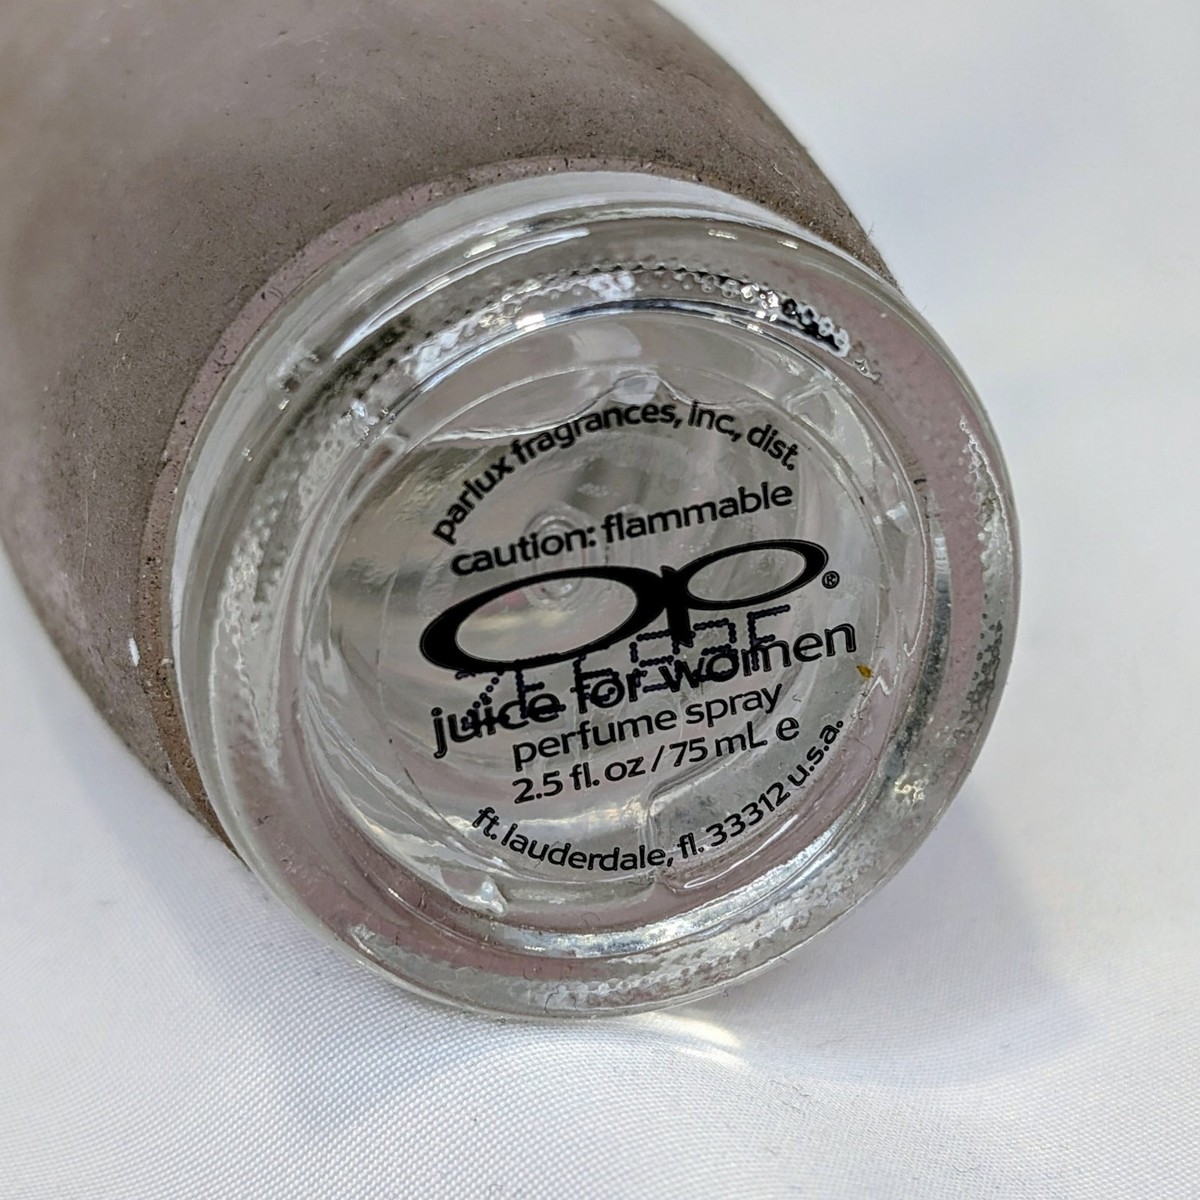 parlux fragrances, inc., dist.
caution: flammable
op®
juice for women
perfume spray
2.5 fl. oz / 75 mL e
ft. lauderdale, fl. 33312 u.s.a.